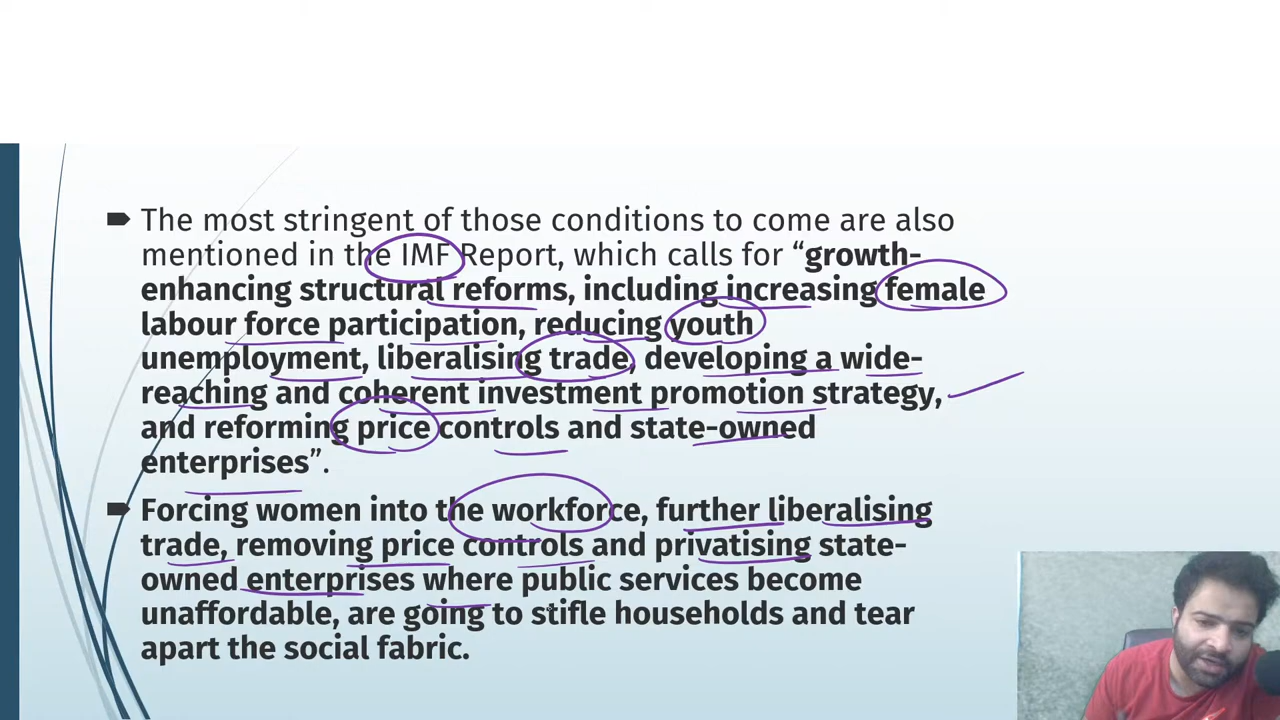 The most stringent of those conditions to come are also
mentioned in the IMF Report, which calls for “growth-
enhancing structural reforms, including increasing female
labour force participation, reducing youth
unemployment, liberalising trade, developing a wide-
reaching and coherent investment promotion strategy,
and reforming price controls and state-owned
enterprises”.
Forcing women into the workforce, further liberalising
trade, removing price controls and privatising state-
owned enterprises where public services become
unaffordable, are going to stifle households and tear
apart the social fabric.